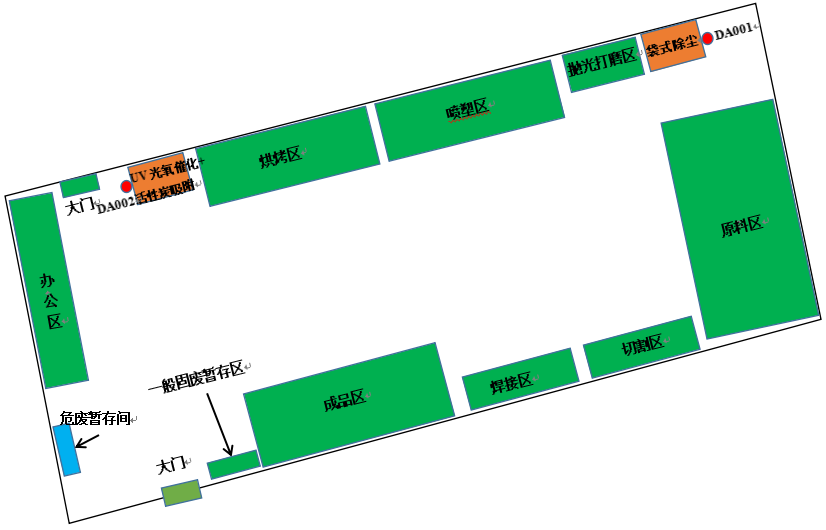 袋式除尘
DA001
抛光打磨区
喷塑区
烘烤区
UV 光氧催化+
活性炭吸附
DA002
大门
原料区
办
公
区
切割区
焊接区
成品区
一般固废暂存区
危废暂存间
大门